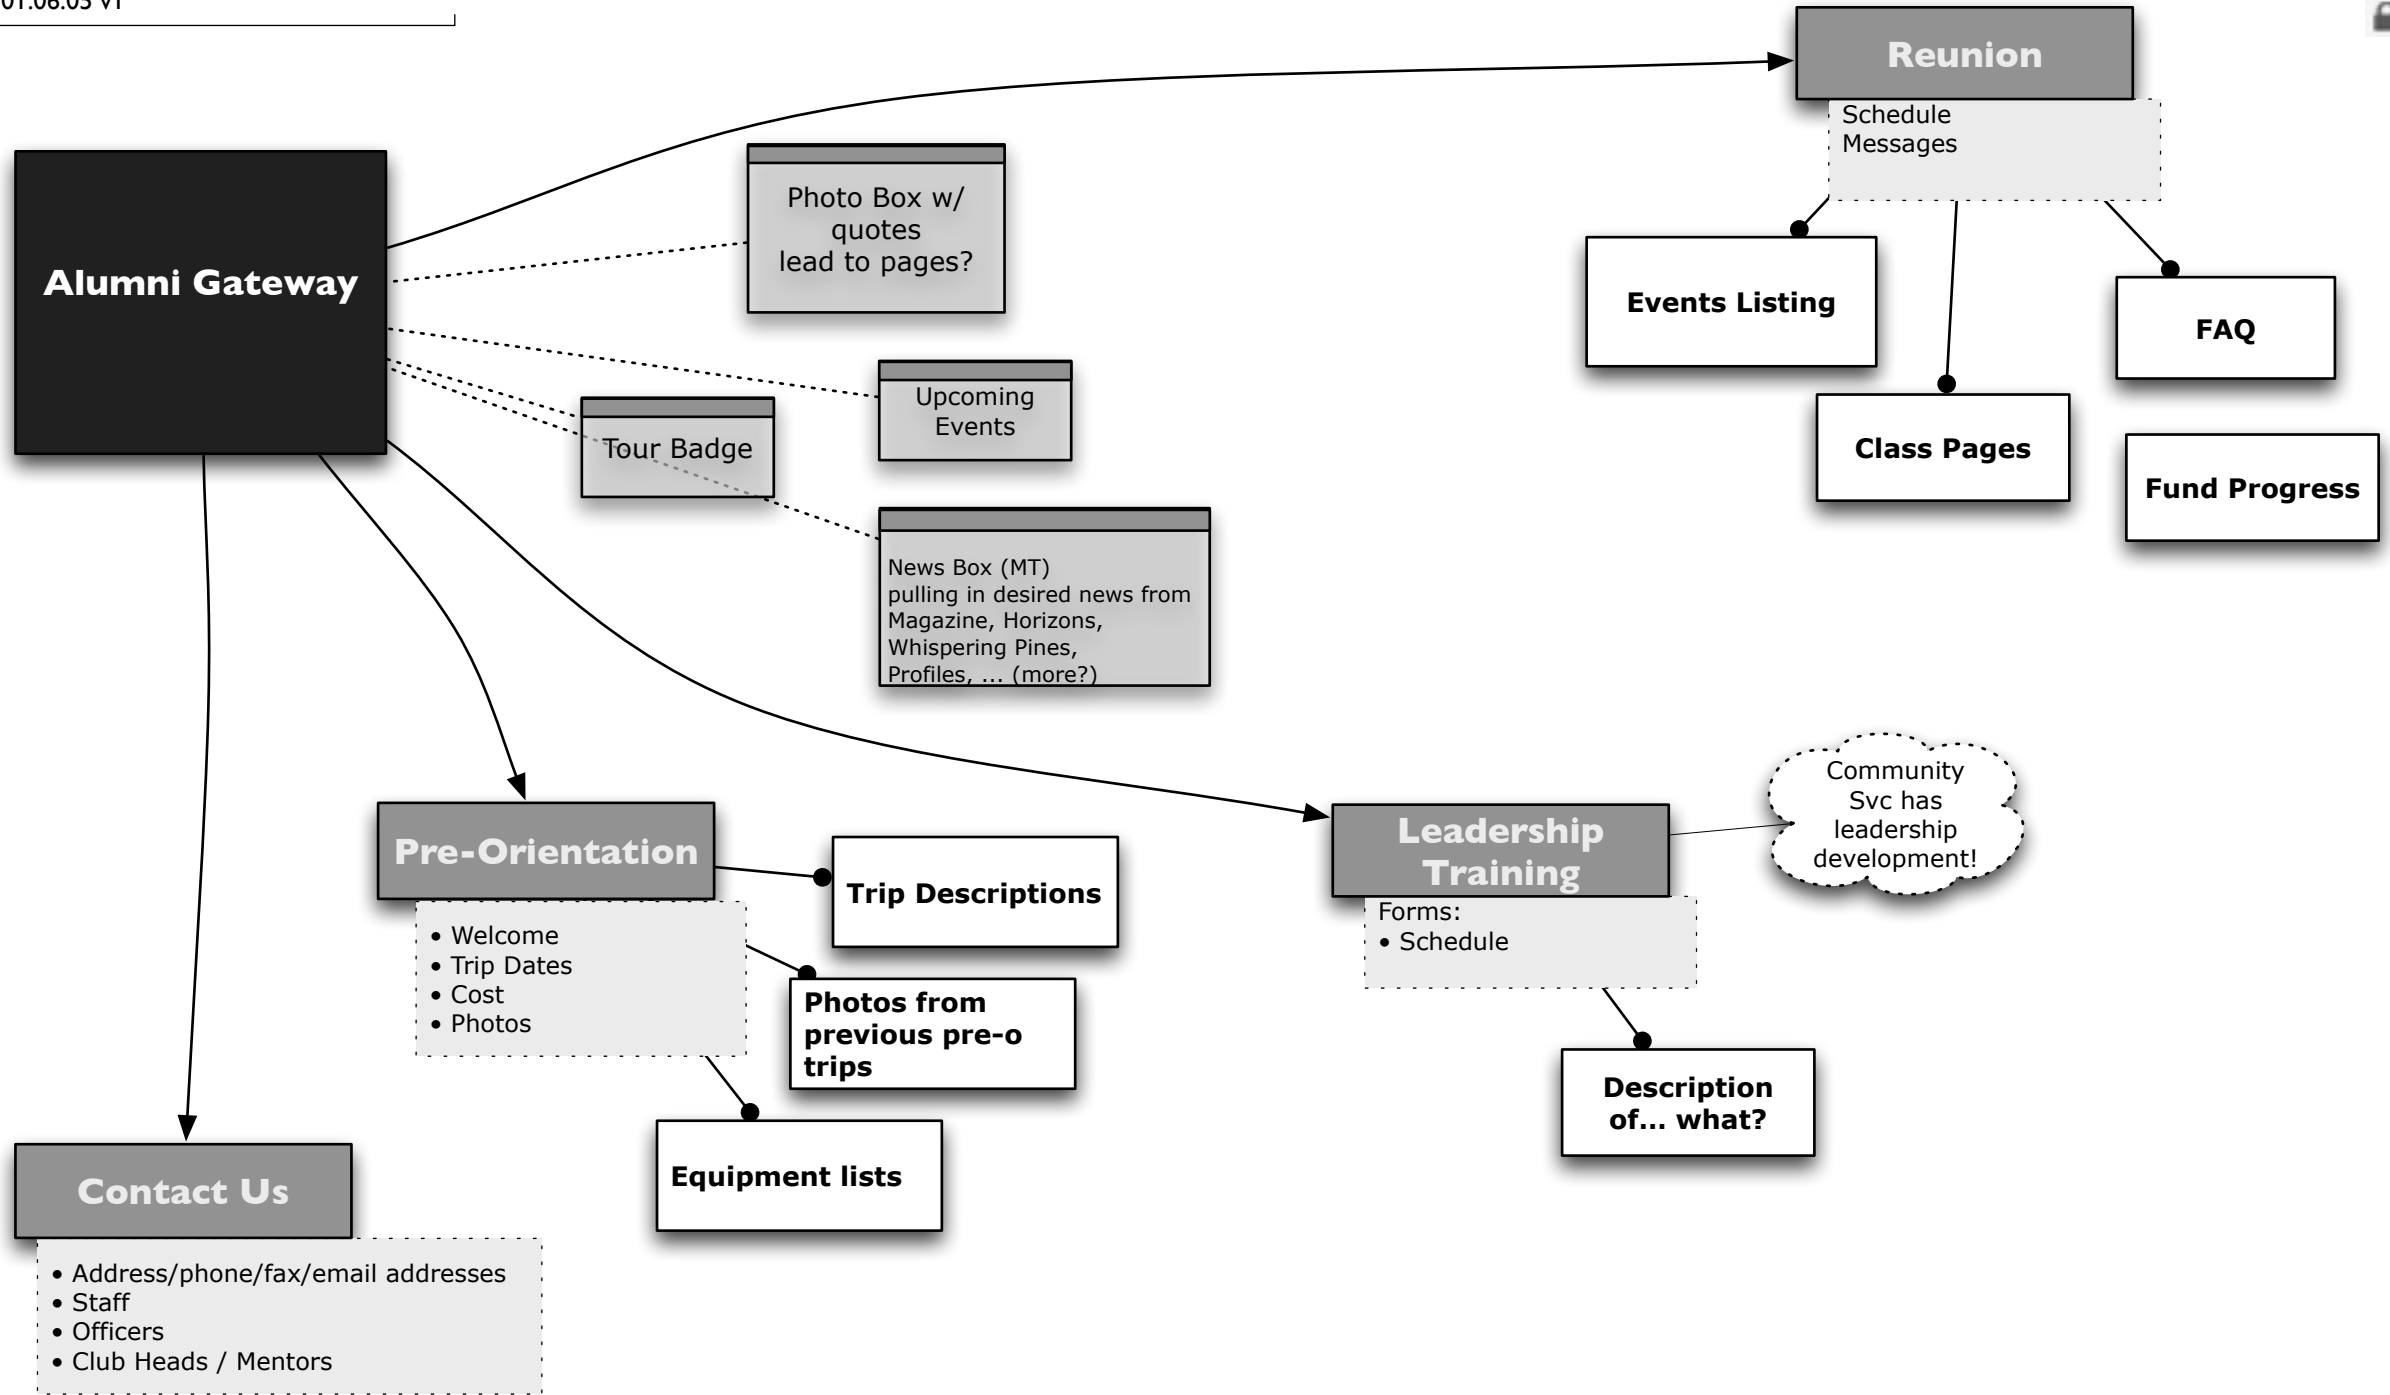 01.06.05 v1
Reunion
Schedule
Messages
Alumni Gateway
Photo Box w/
quotes
lead to pages?
Events Listing
FAQ
Upcoming
Events
Tour Badge
Class Pages
Fund Progress
News Box (MT)
pulling in desired news from
Magazine, Horizons,
Whispering Pines,
Profiles, ... (more?)
Community
Svc has
leadership
development!
Pre-Orientation
• Welcome
• Trip Dates
• Cost
• Photos
Trip Descriptions
Photos from
previous pre-o
trips
Equipment lists
Leadership
Training
Forms:
• Schedule
Description
of... what?
Contact Us
• Address/phone/fax/email addresses
• Staff
• Officers
• Club Heads / Mentors